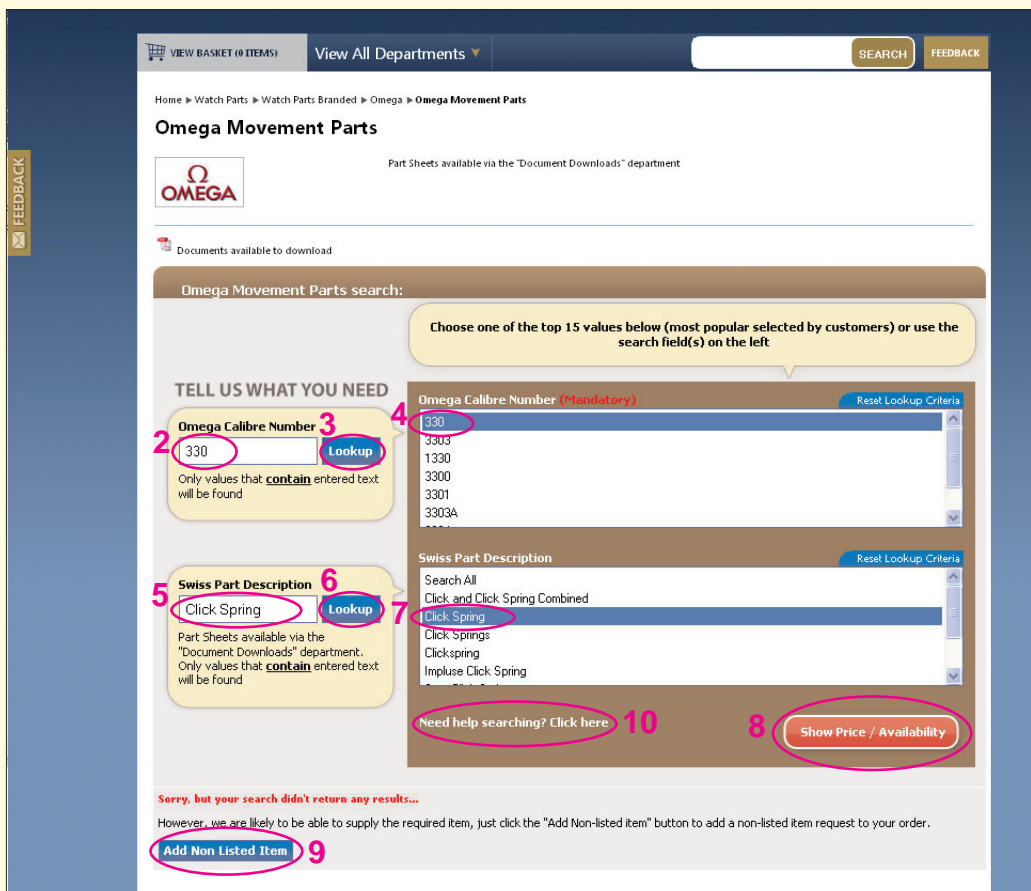 VIEW BASKET (0 ITEMS)
View All Departments
SEARCH
FEEDBACK
Home ▶ Watch Parts ▶ Watch Parts Branded ▶ Omega ▶ Omega Movement Parts
Omega Movement Parts
Part Sheets available via the "Document Downloads" department
Ω
OMEGA
FEEDBACK
Documents available to download
Omega Movement Parts search:
Choose one of the top 15 values below (most popular selected by customers) or use the
search field(s) on the left
TELL US WHAT YOU NEED
Omega Calibre Number
3
2
330
Lookup
Only values that contain entered text
will be found
Omega Calibre Number (Mandatory)
Reset Lookup Criteria
4
330
3303
1330
3300
3301
3303A
Swiss Part Description
6
5
Click Spring
Lookup
Part Sheets available via the
"Document Downloads" department.
Only values that contain entered text
will be found
Swiss Part Description
Reset Lookup Criteria
Search All
Click and Click Spring Combined
7
Click Spring
Click Springs
Clickspring
Impluse Click Spring
Need help searching? Click here
10
8
Show Price / Availability
Sorry, but your search didn't return any results...
However, we are likely to be able to supply the required item, just click the "Add Non-listed item" button to add a non-listed item request to your order.
Add Non Listed Item
9